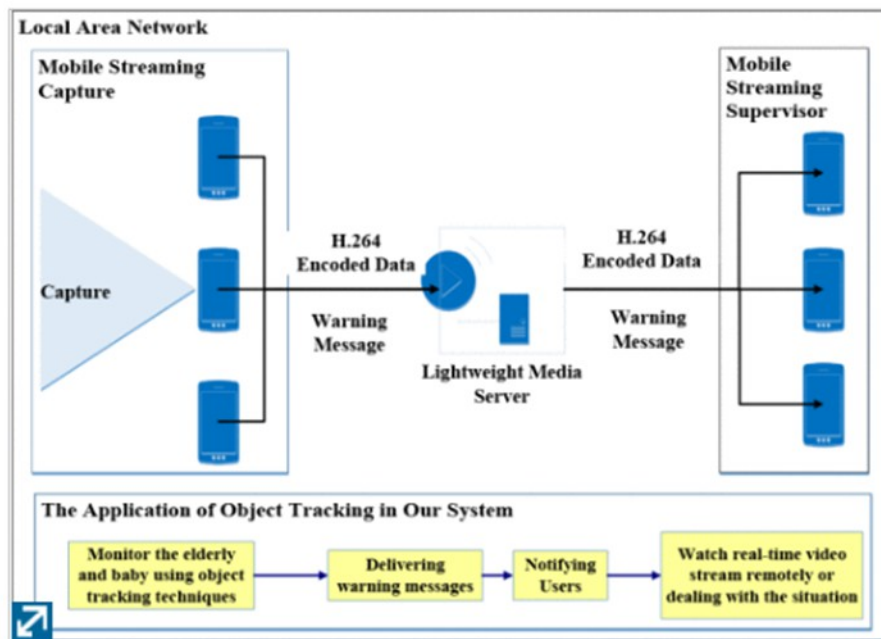 Local Area Network
Mobile Streaming
Capture
Capture
H.264
Encoded Data
Warning
Message
Lightweight Media
Server
H.264
Encoded Data
Warning
Message
Mobile
Streaming
Supervisor
The Application of Object Tracking in Our System
Monitor the elderly
and baby using object
tracking techniques
Delivering
warning messages
Notifying
Users
Watch real-time video
stream remotely or
dealing with the situation